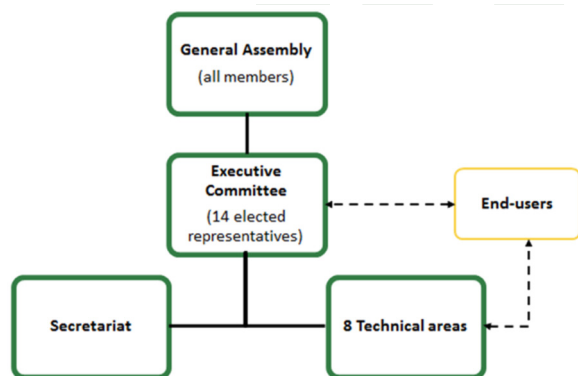 General Assembly
(all members)
Executive
Committee
(14 elected
representatives)
End-users
Secretariat
8 Technical areas